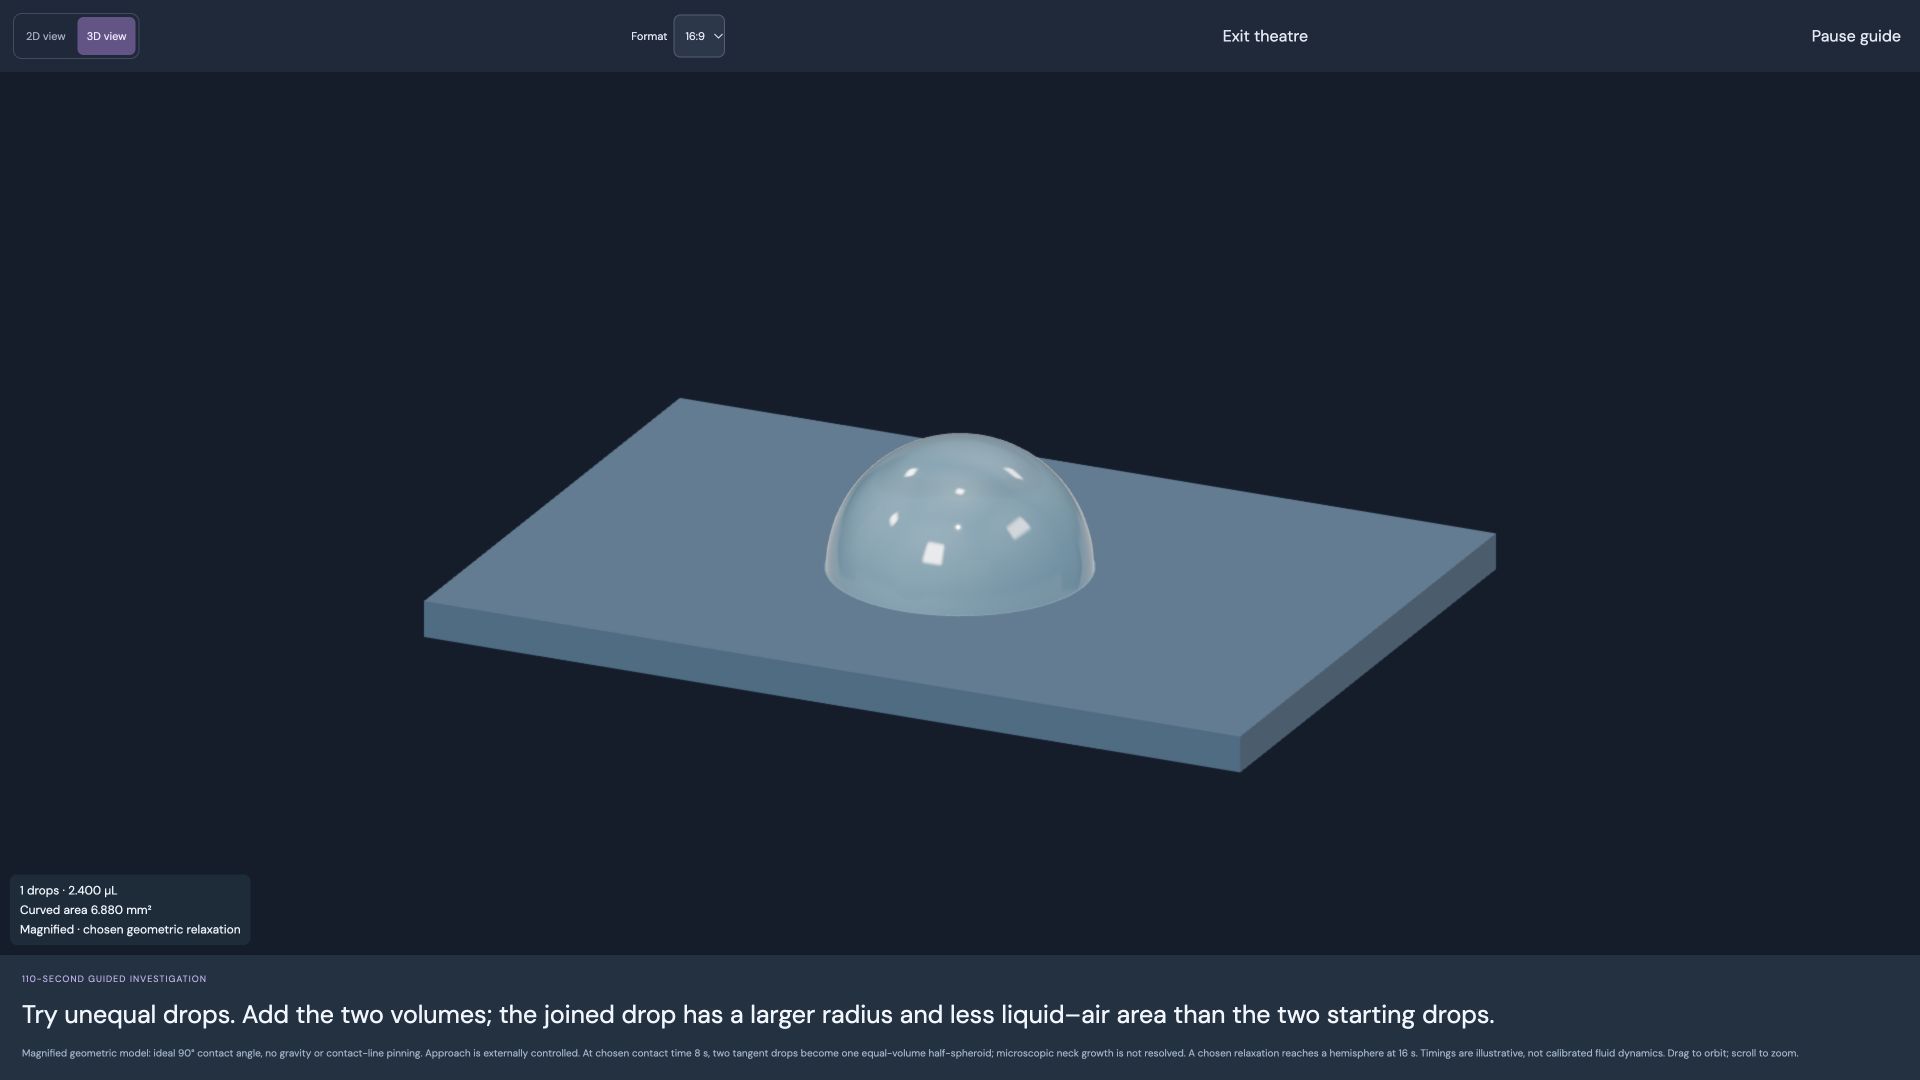 2D view
3D view
Format
16:9
Exit theatre
Pause guide
1 drops · 2.400 µL
Curved area 6.880 mm²
Magnified · chosen geometric relaxation
110-SECOND GUIDED INVESTIGATION
Try unequal drops. Add the two volumes; the joined drop has a larger radius and less liquid–air area than the two starting drops.
Magnified geometric model: ideal 90° contact angle, no gravity or contact-line pinning. Approach is externally controlled. At chosen contact time 8 s, two tangent drops become one equal-volume half-spheroid; microscopic neck growth is not resolved. A chosen relaxation reaches a hemisphere at 16 s. Timings are illustrative, not calibrated fluid dynamics. Drag to orbit; scroll to zoom.